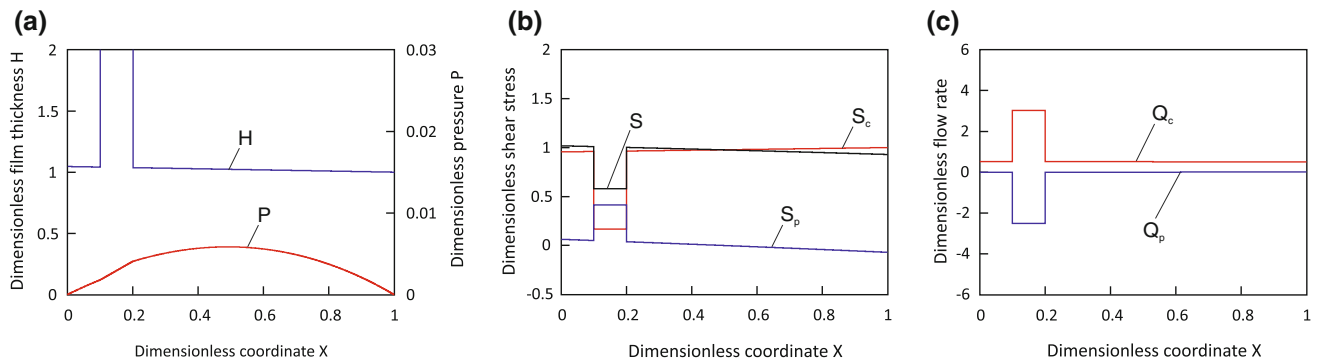 (a)
Dimensionless film thickness H
2
1.5
1
0.5
0
0.03
0.02
0.01
0
Dimensionless pressure P
H
P
0 0.2 0.4 0.6 0.8 1
Dimensionless coordinate X
(b)
Dimensionless shear stress
2
1.5
1
0.5
0
-0.5
S
Sc
Sp
0 0.2 0.4 0.6 0.8 1
Dimensionless coordinate X
(c)
Dimensionless flow rate
6
4
2
0
-2
-4
-6
Qc
Qp
0 0.2 0.4 0.6 0.8 1
Dimensionless coordinate X